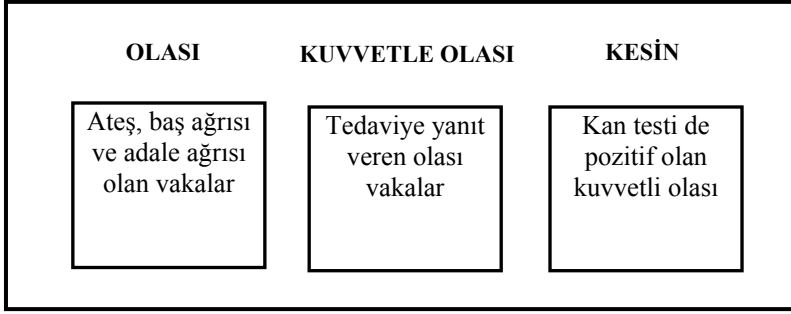 OLASI
KUVVETLE OLASI
KESİN
Ateş, baş ağrısı
ve adale ağrısı
olan vakalar
Tedaviye yanıt
veren olası
vakalar
Kan testi de
pozitif olan
kuvvetli olası